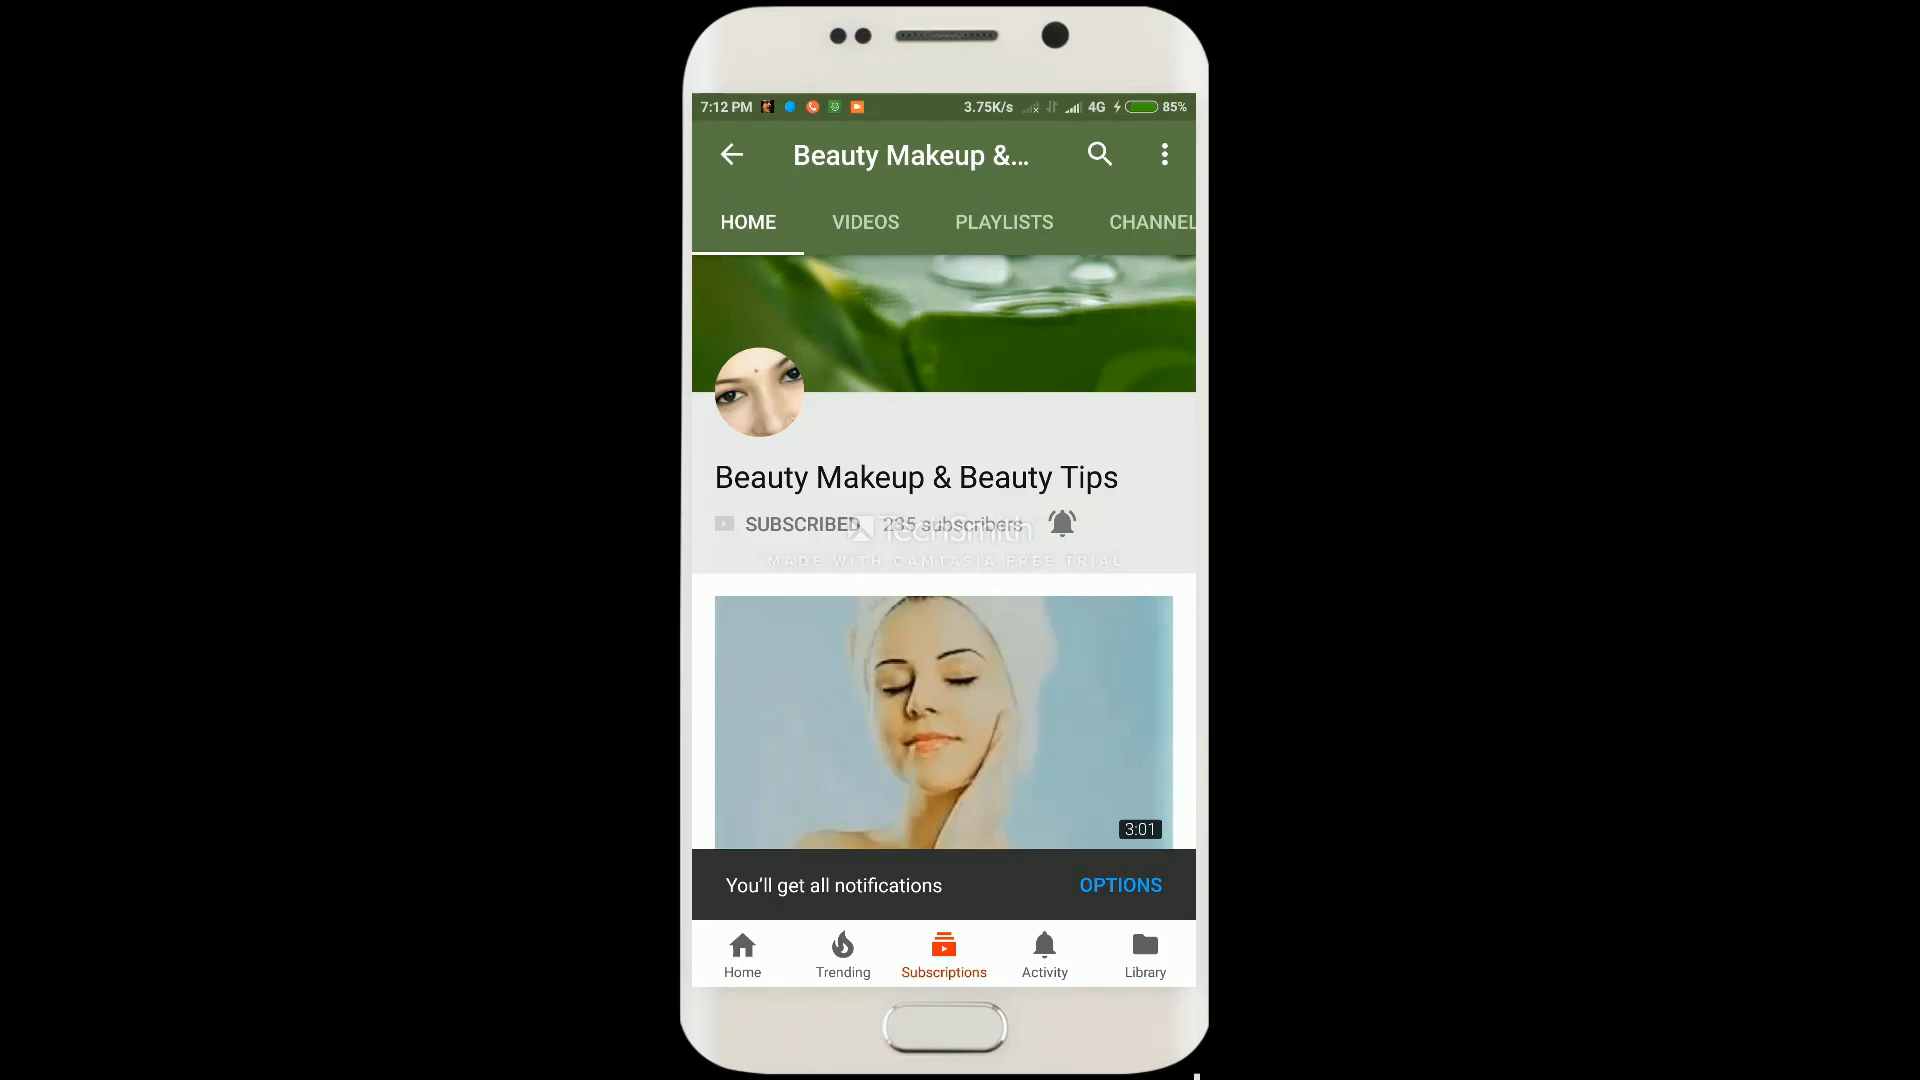 7:12 PM 3.75K/s 4G 85%
Beauty Makeup &...
HOME VIDEOS PLAYLISTS CHANNEL
Beauty Makeup & Beauty Tips
SUBSCRIBED 235 subscribers
TechSmith
MADE WITH CAMTASIA FREE TRIAL
3:01
You'll get all notifications OPTIONS
Home Trending Subscriptions Activity Library